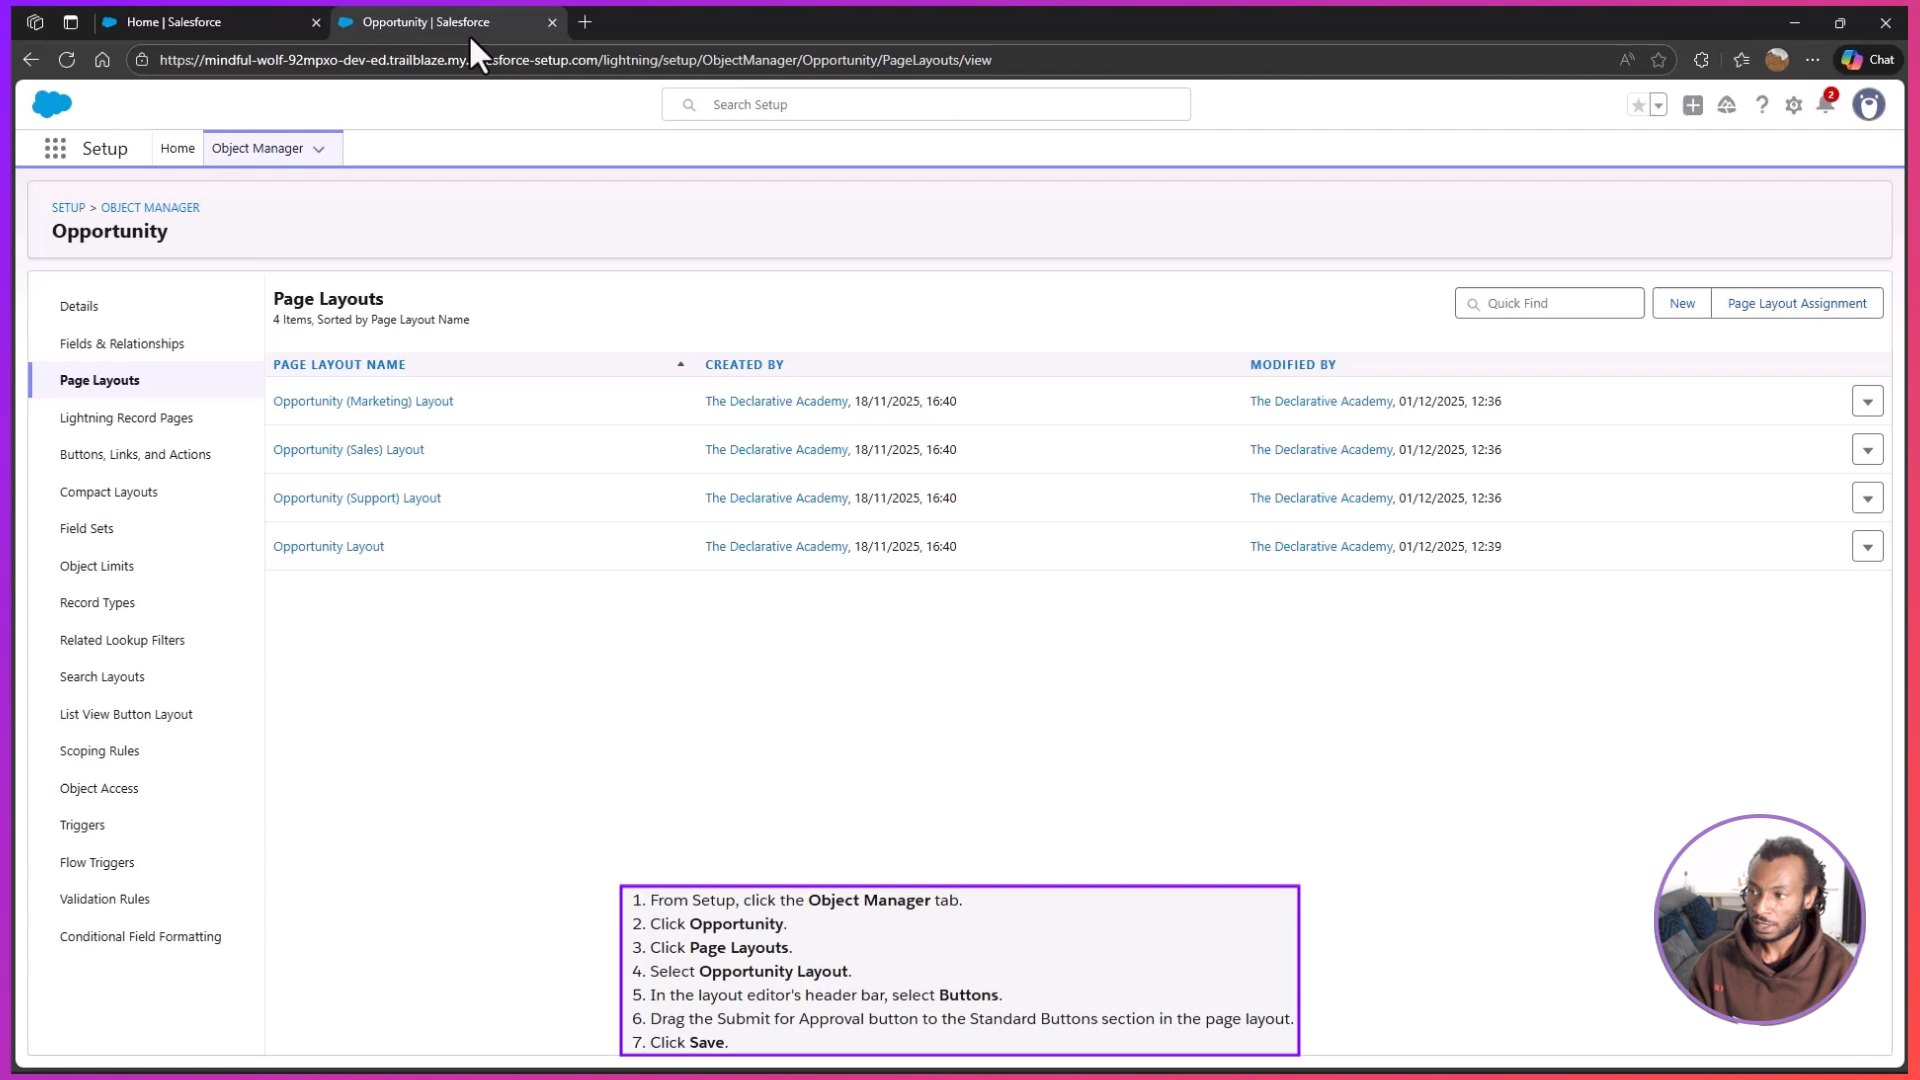 Home | Salesforce
Opportunity | Salesforce
https://mindful-wolf-92mpxo-dev-ed.trailblaze.my.
sforce-setup.com/lightning/setup/ObjectManager/Opportunity/PageLayouts/view
Chat
Search Setup
2
Setup
Home
Object Manager
SETUP > OBJECT MANAGER
Opportunity
Details
Fields & Relationships
Page Layouts
Lightning Record Pages
Buttons, Links, and Actions
Compact Layouts
Field Sets
Object Limits
Record Types
Related Lookup Filters
Search Layouts
List View Button Layout
Scoping Rules
Object Access
Triggers
Flow Triggers
Validation Rules
Conditional Field Formatting
Page Layouts
4 Items, Sorted by Page Layout Name
Quick Find
New
Page Layout Assignment
PAGE LAYOUT NAME CREATED BY MODIFIED BY
Opportunity (Marketing) Layout The Declarative Academy, 18/11/2025, 16:40 The Declarative Academy, 01/12/2025, 12:36
Opportunity (Sales) Layout The Declarative Academy, 18/11/2025, 16:40 The Declarative Academy, 01/12/2025, 12:36
Opportunity (Support) Layout The Declarative Academy, 18/11/2025, 16:40 The Declarative Academy, 01/12/2025, 12:36
Opportunity Layout The Declarative Academy, 18/11/2025, 16:40 The Declarative Academy, 01/12/2025, 12:39
1. From Setup, click the Object Manager tab.
2. Click Opportunity.
3. Click Page Layouts.
4. Select Opportunity Layout.
5. In the layout editor's header bar, select Buttons.
6. Drag the Submit for Approval button to the Standard Buttons section in the page layout.
7. Click Save.